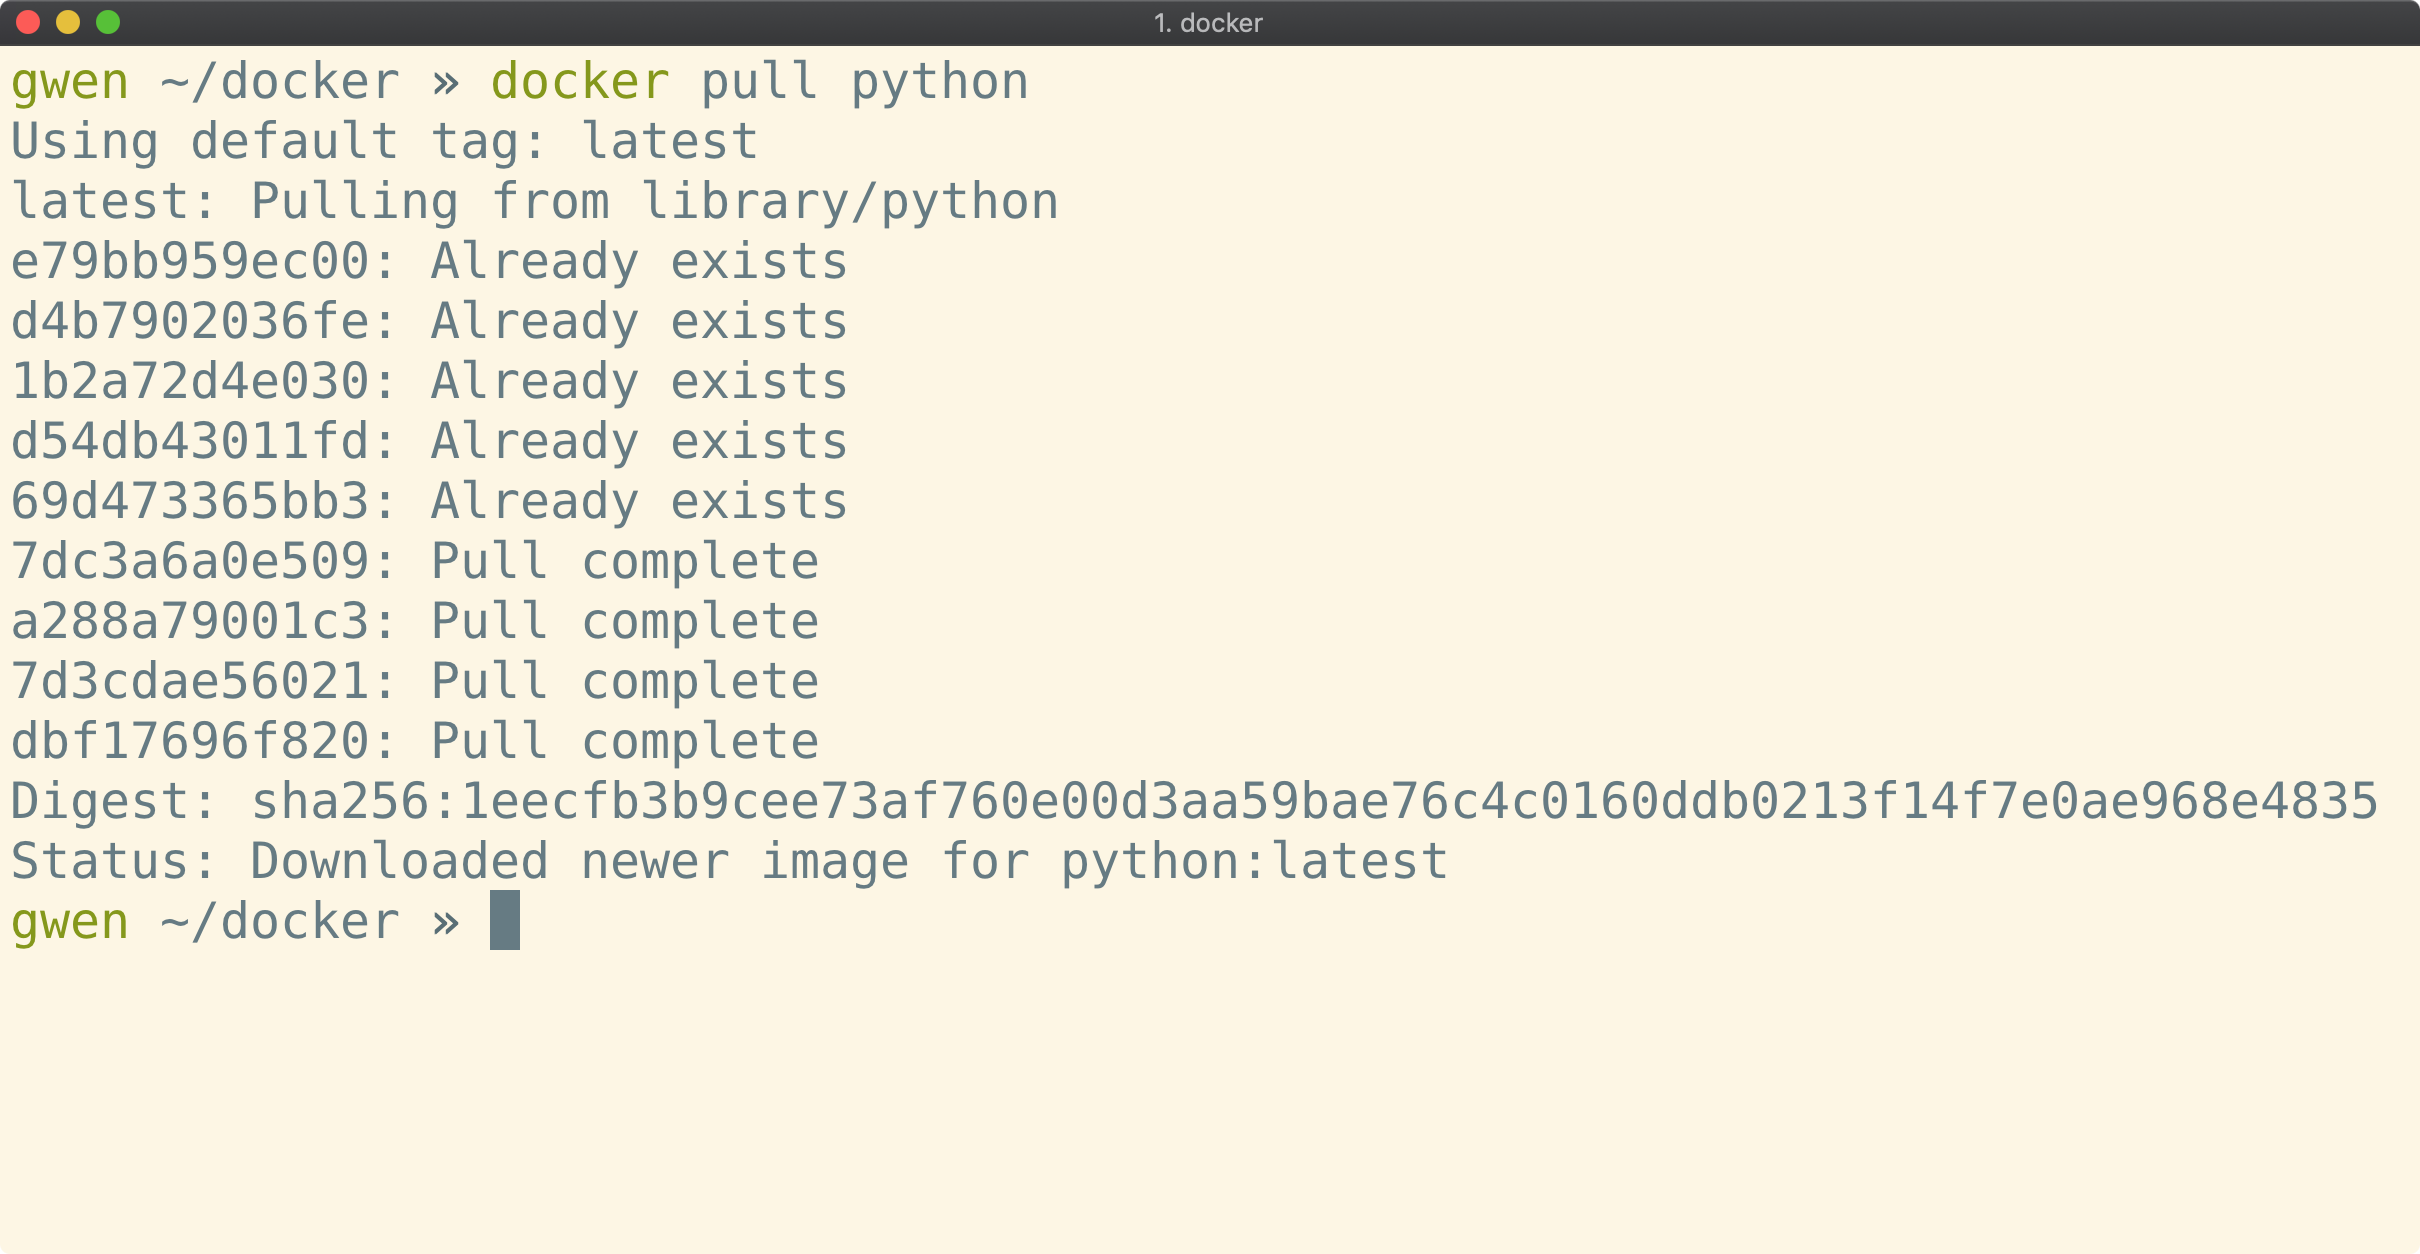 1. docker
gwen ~/docker » docker pull python
Using default tag: latest
latest: Pulling from library/python
e79bb959ec00: Already exists
d4b7902036fe: Already exists
1b2a72d4e030: Already exists
d54db43011fd: Already exists
69d473365bb3: Already exists
7dc3a6a0e509: Pull complete
a288a79001c3: Pull complete
7d3cdae56021: Pull complete
dbf17696f820: Pull complete
Digest: sha256:1eecfb3b9cee73af760e00d3aa59bae76c4c0160ddb0213f14f7e0ae968e4835
Status: Downloaded newer image for python:latest
gwen ~/docker »